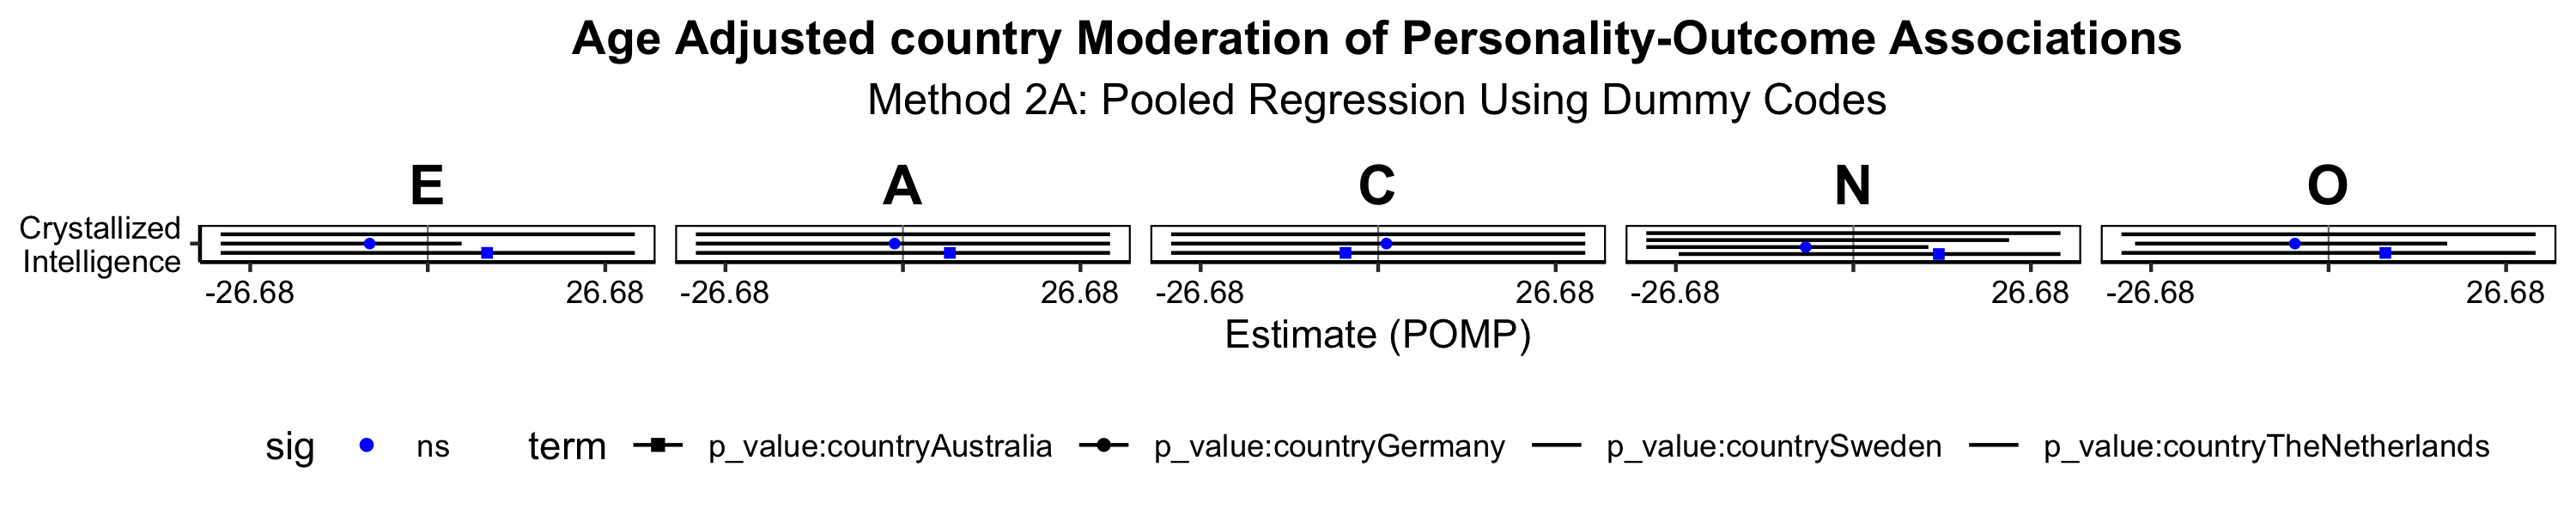 Age Adjusted country Moderation of Personality-Outcome Associations
Method 2A: Pooled Regression Using Dummy Codes
E A C N O
Crystallized
Intelligence
-26.68 26.68 -26.68 26.68 -26.68 26.68 -26.68 26.68 -26.68 26.68
Estimate (POMP)
sig ns term p_value:countryAustralia p_value:countryGermany p_value:countrySweden p_value:countryTheNetherlands